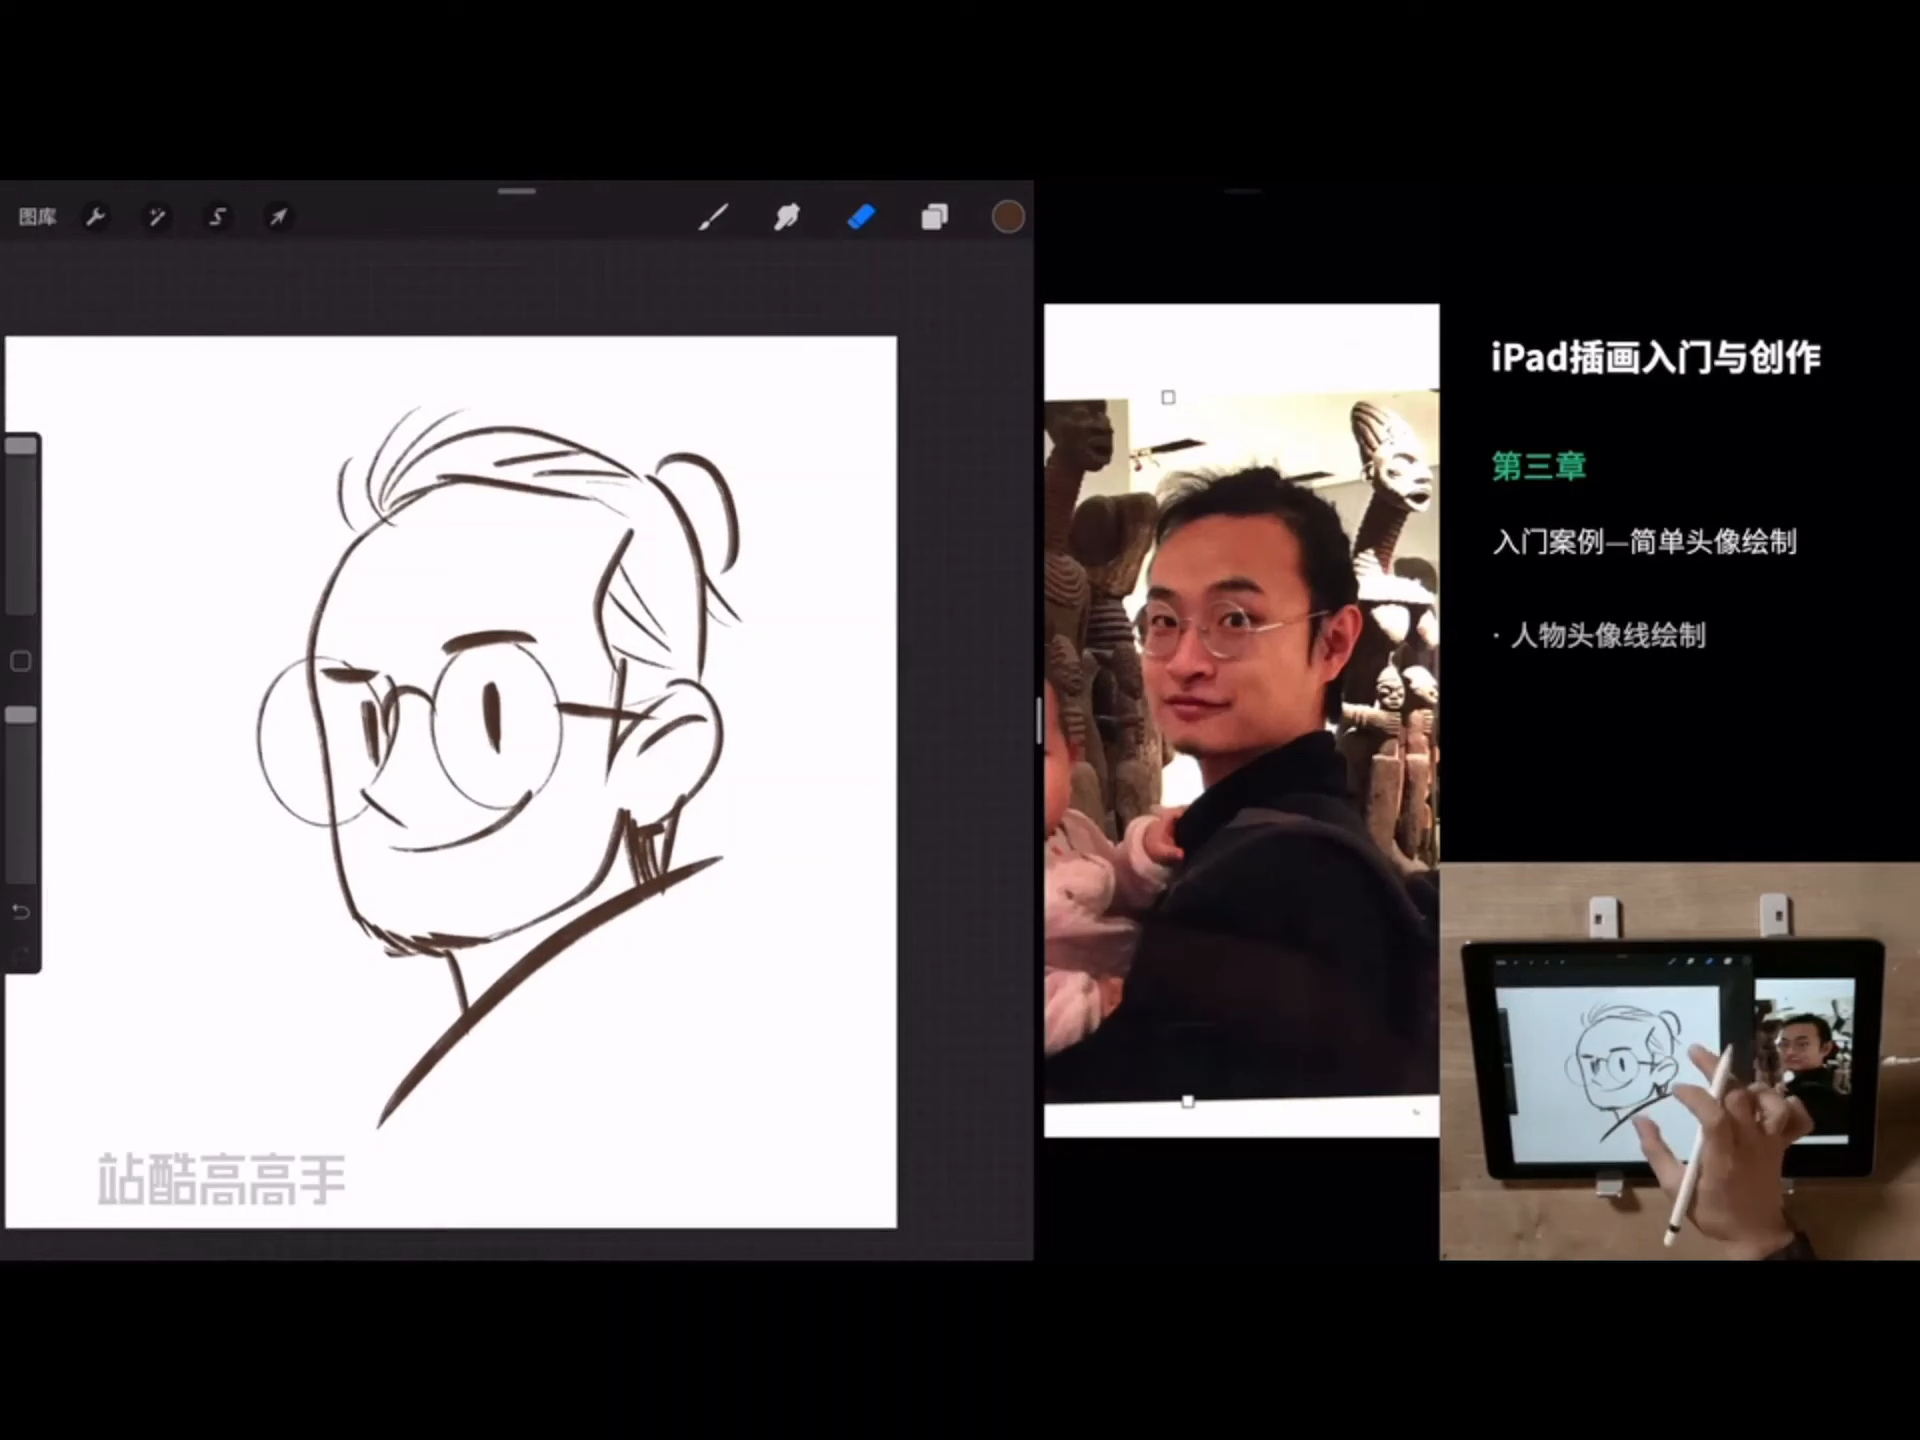 图库
iPad插画入门与创作
第三章
入门案例—简单头像绘制
· 人物头像线绘制
站酷高高手